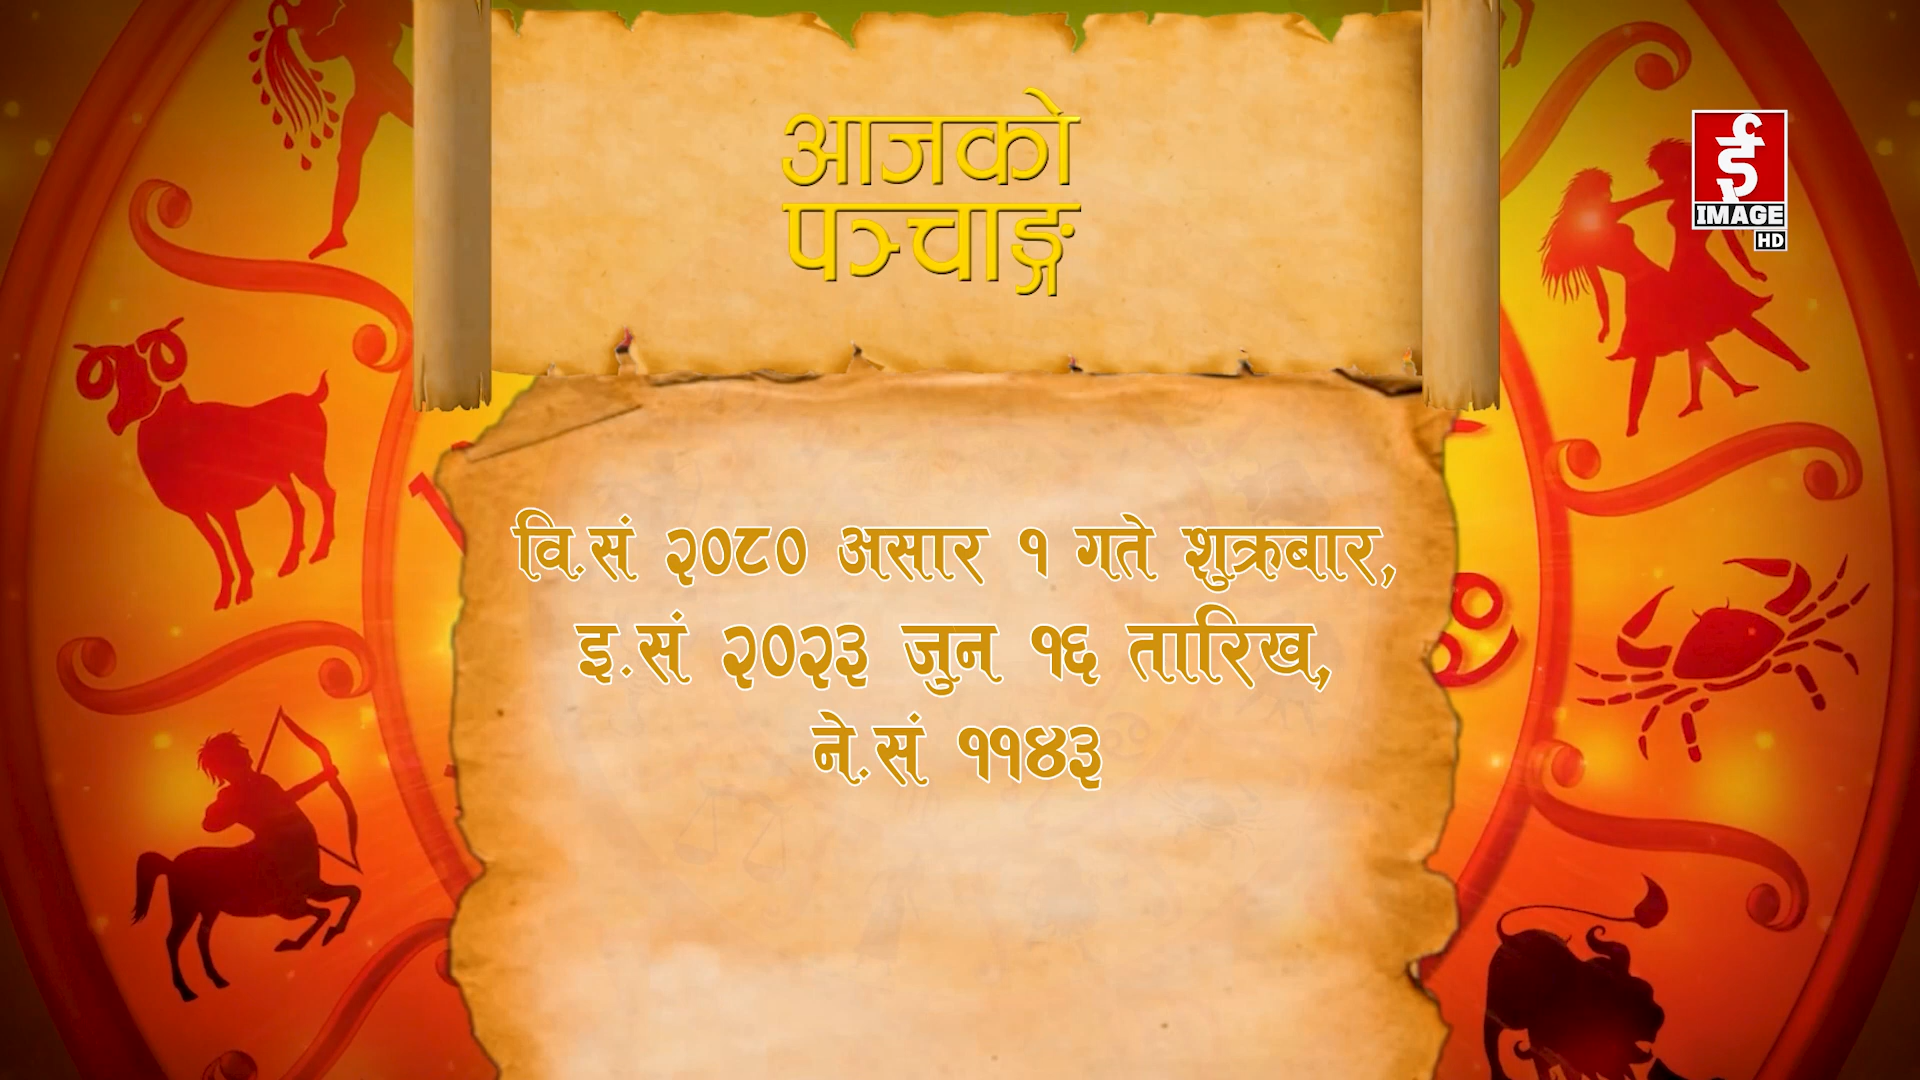 आजको
पञ्चाङ्ग
ई
IMAGE
HD
वि.सं २०८० असार १ गते शुक्रबार,
इ.सं २०२३ जुन १६ तारिख,
ने.सं ११४३